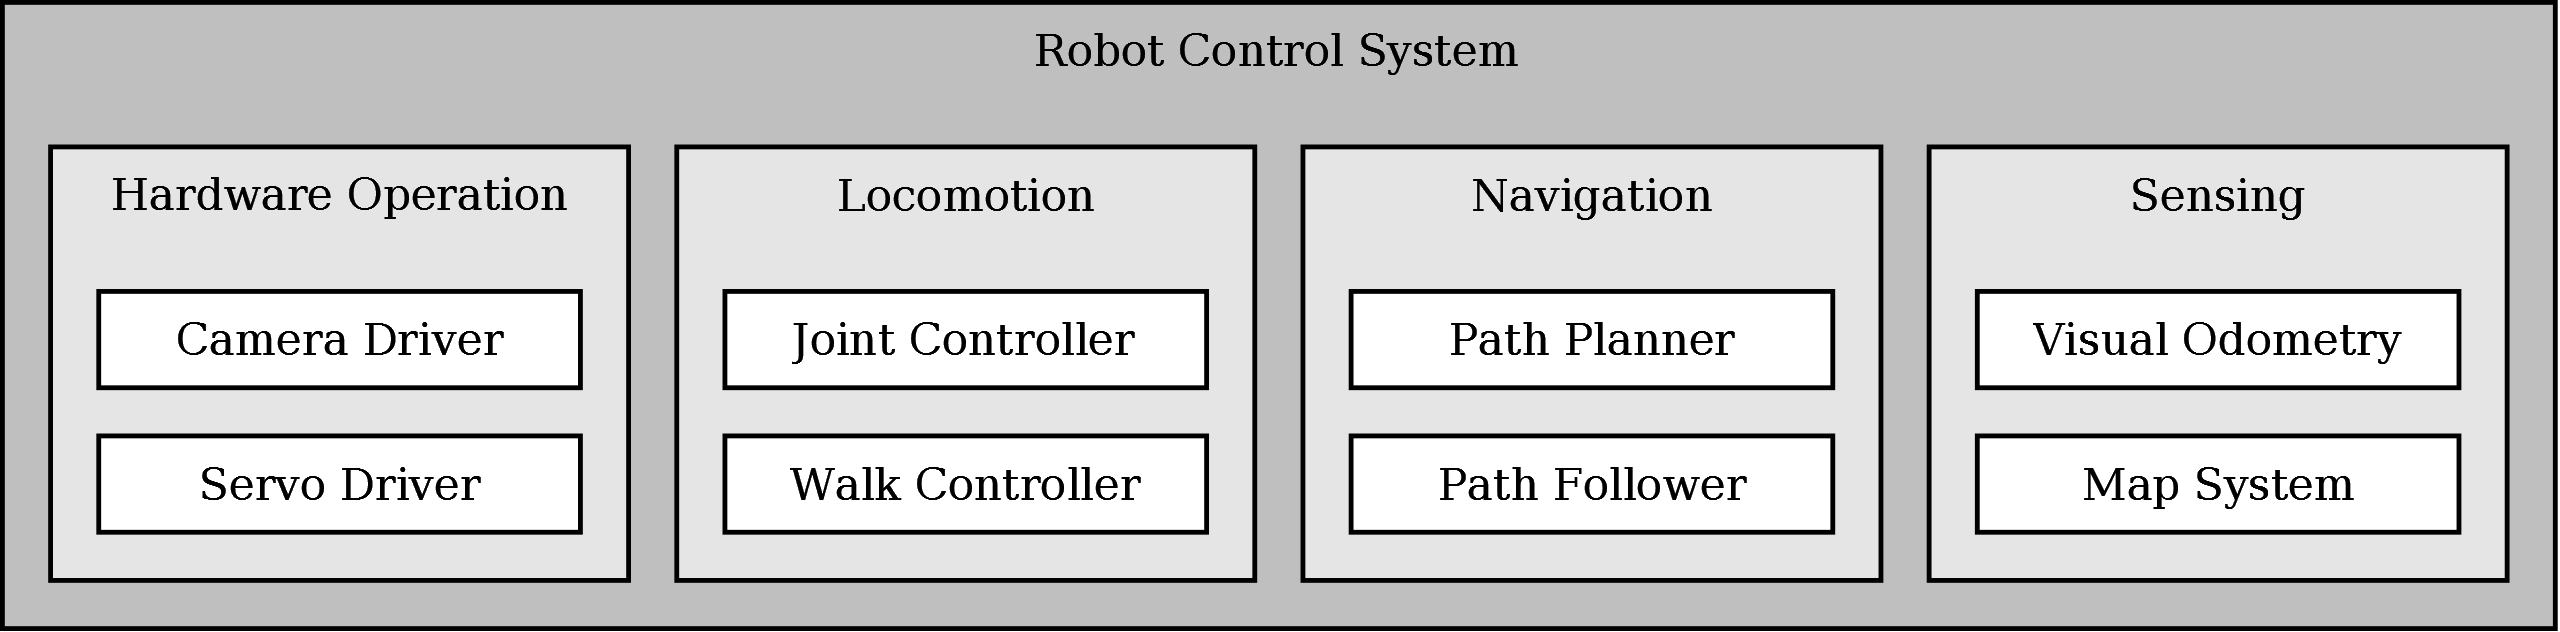 Robot Control System
Hardware Operation
Camera Driver
Servo Driver
Locomotion
Joint Controller
Walk Controller
Navigation
Path Planner
Path Follower
Sensing
Visual Odometry
Map System